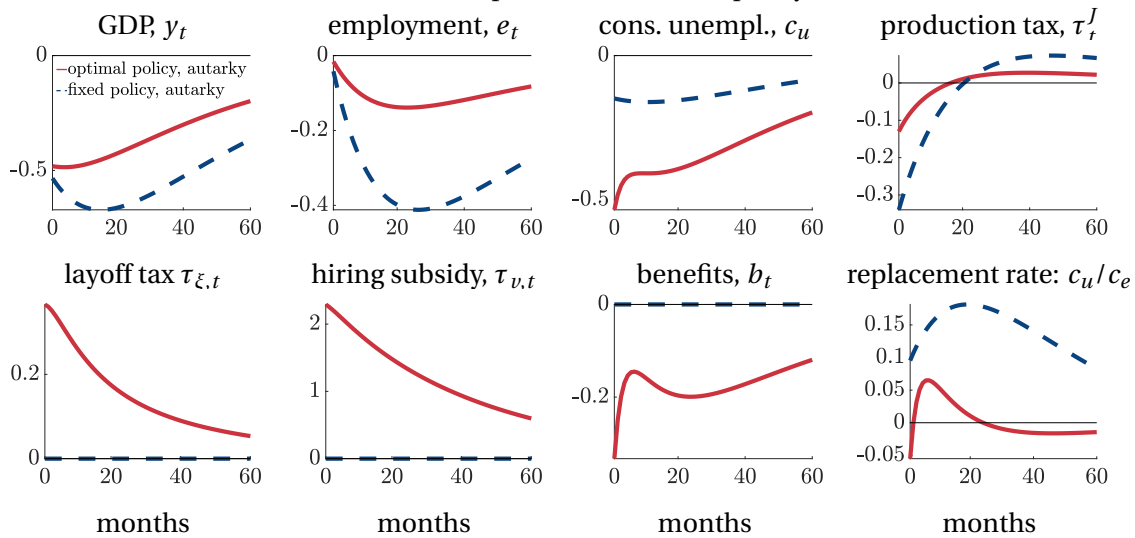 GDP, y_t
employment, e_t
cons. unempl., c_u
production tax, τ_t^J
optimal policy, autarky
fixed policy, autarky
0
-0.5
0 20 40 60
0
-0.2
-0.4
0 20 40 60
0
-0.5
0 20 40 60
0
-0.1
-0.2
-0.3
0 20 40 60
layoff tax τ_{ξ,t}
hiring subsidy, τ_{v,t}
benefits, b_t
replacement rate: c_u/c_e
0.2
0
0 20 40 60
2
1
0
0 20 40 60
0
-0.2
0 20 40 60
0.15
0.1
0.05
0
-0.05
0 20 40 60
months
months
months
months